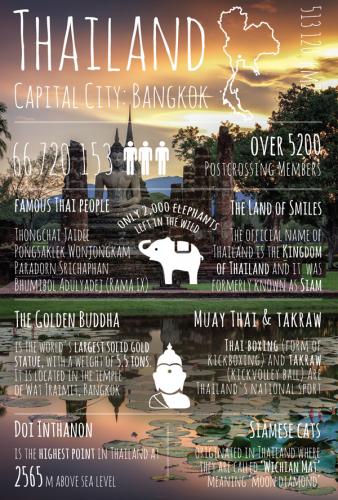 Thailand
Capital City: Bangkok
66 720 153
over 5200
Postcrossing Members
Famous Thai people
Thongchai Jaidee
Pongsaklek Wonjongkam
Paradorn Srichaphan
Bhumibol Adulyadej (Rama IX)
Only 2,000 elephants
left in the wild
The Land of Smiles
The official name of
Thailand is the Kingdom
of Thailand and it was
formerly known as Siam
The Golden Buddha
is the world's largest solid gold
statue, with a weight of 5.5 tons.
It is located in the temple
of Wat Traimit, Bangkok
Muay Thai & takraw
Thai boxing (form of
kickboxing) and takraw
(kickvolley ball) are
Thailand's national sport
Doi Inthanon
is the highest point in Thailand at
2565 m above sea level
Siamese cats
originated in Thailand where
they are called 'Wichian Mat'
meaning 'moon diamond'